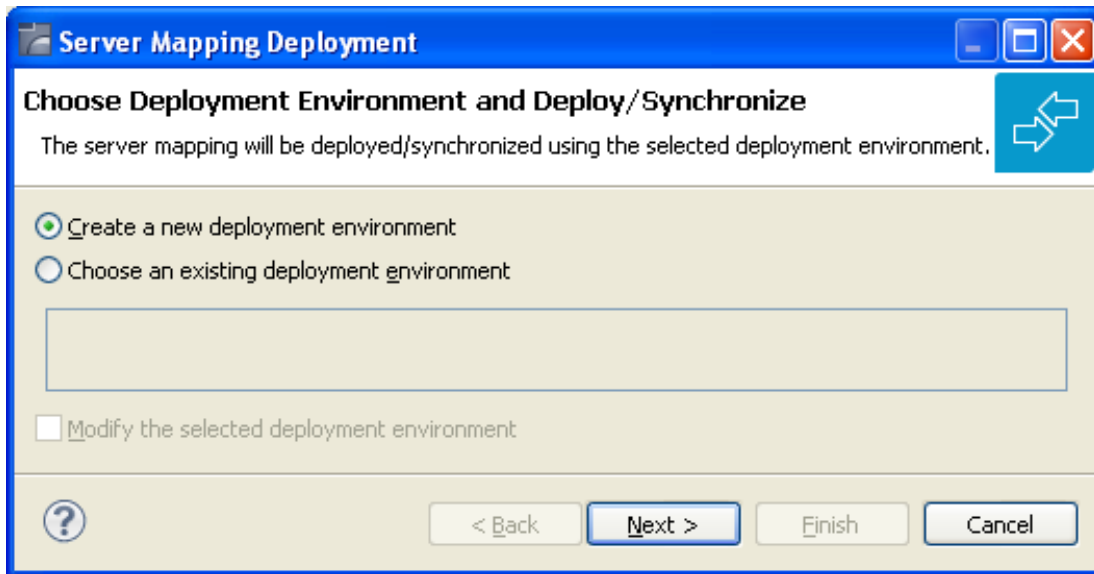 Server Mapping Deployment
Choose Deployment Environment and Deploy/Synchronize
The server mapping will be deployed/synchronized using the selected deployment environment.
Create a new deployment environment
Choose an existing deployment environment
Modify the selected deployment environment
? < Back Next > Finish Cancel